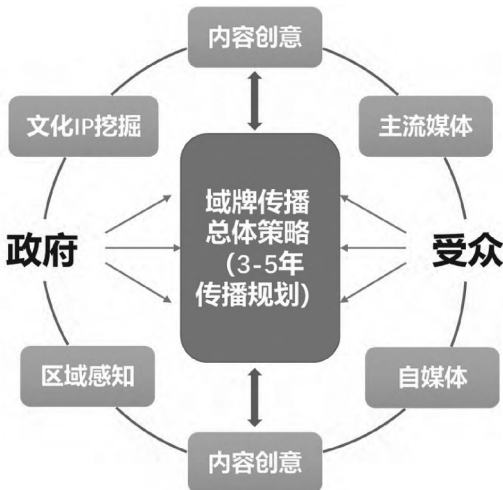 内容创意
文化IP挖掘
主流媒体
域牌传播
总体策略
（3-5年
传播规划）
政府
受众
区域感知
自媒体
内容创意